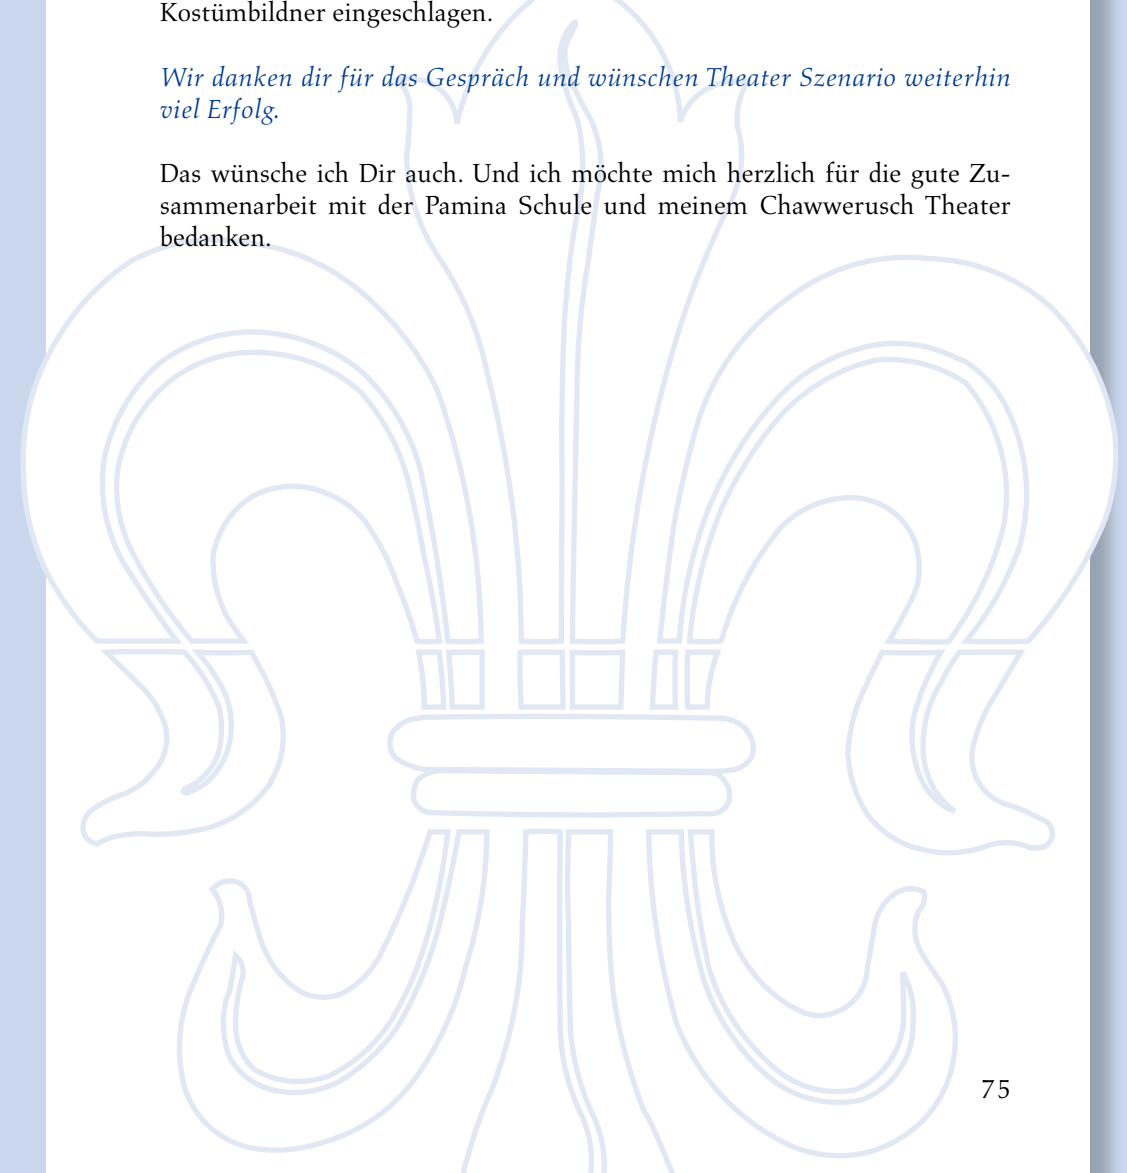 Kostümbildner eingeschlagen.
Wir danken dir für das Gespräch und wünschen Theater Szenario weiterhin
viel Erfolg.
Das wünsche ich Dir auch. Und ich möchte mich herzlich für die gute Zu-
sammenarbeit mit der Pamina Schule und meinem Chawwerusch Theater
bedanken.
75